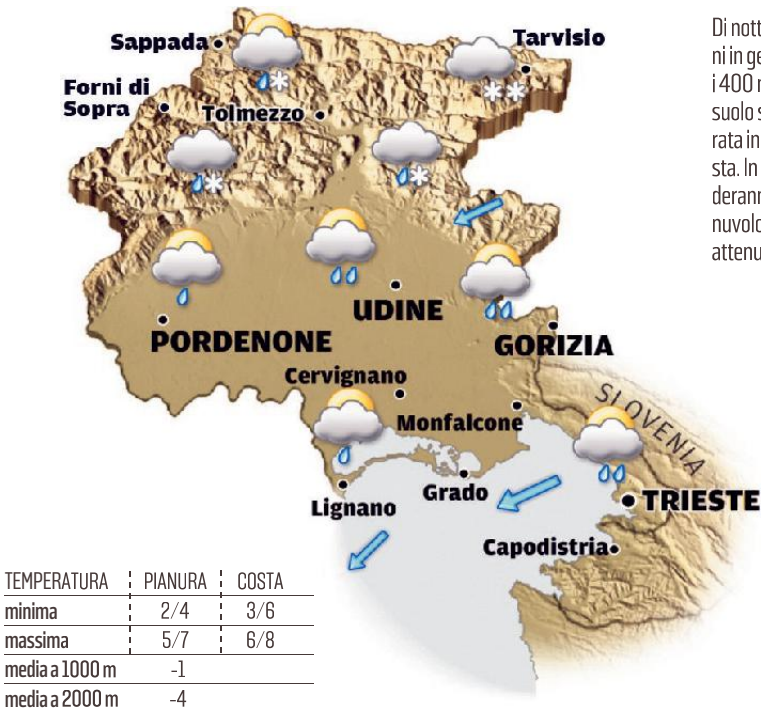 Sappada
Tarvisio
Forni di
Sopra
Tolmezzo
UDINE
PORDENONE
GORIZIA
Cervignano
Monfalcone
SLOVENIA
Grado
Lignano
TRIESTE
Capodistria
TEMPERATURA PIANURA COSTA
minima 2/4 3/6
massima 5/7 6/8
media a 1000 m -1
media a 2000 m -4
Di nott
ni in ge
i 400
suolo s
rata in
sta. In
derann
nuvolo
attenu